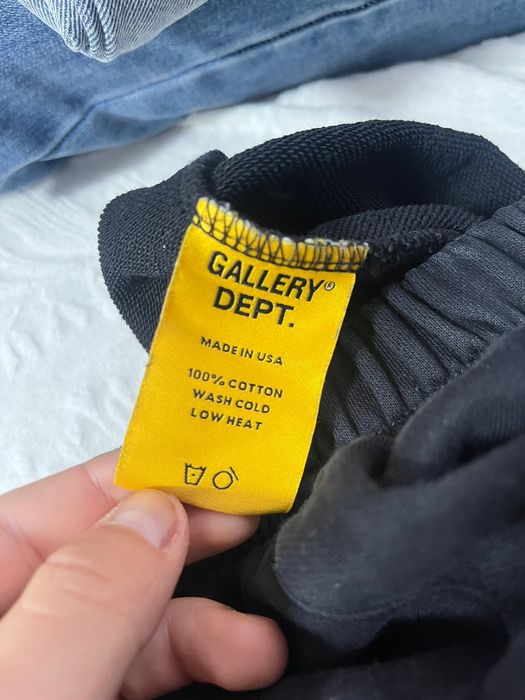 GALLERY®
DEPT.
MADE IN USA
100% COTTON
WASH COLD
LOW HEAT